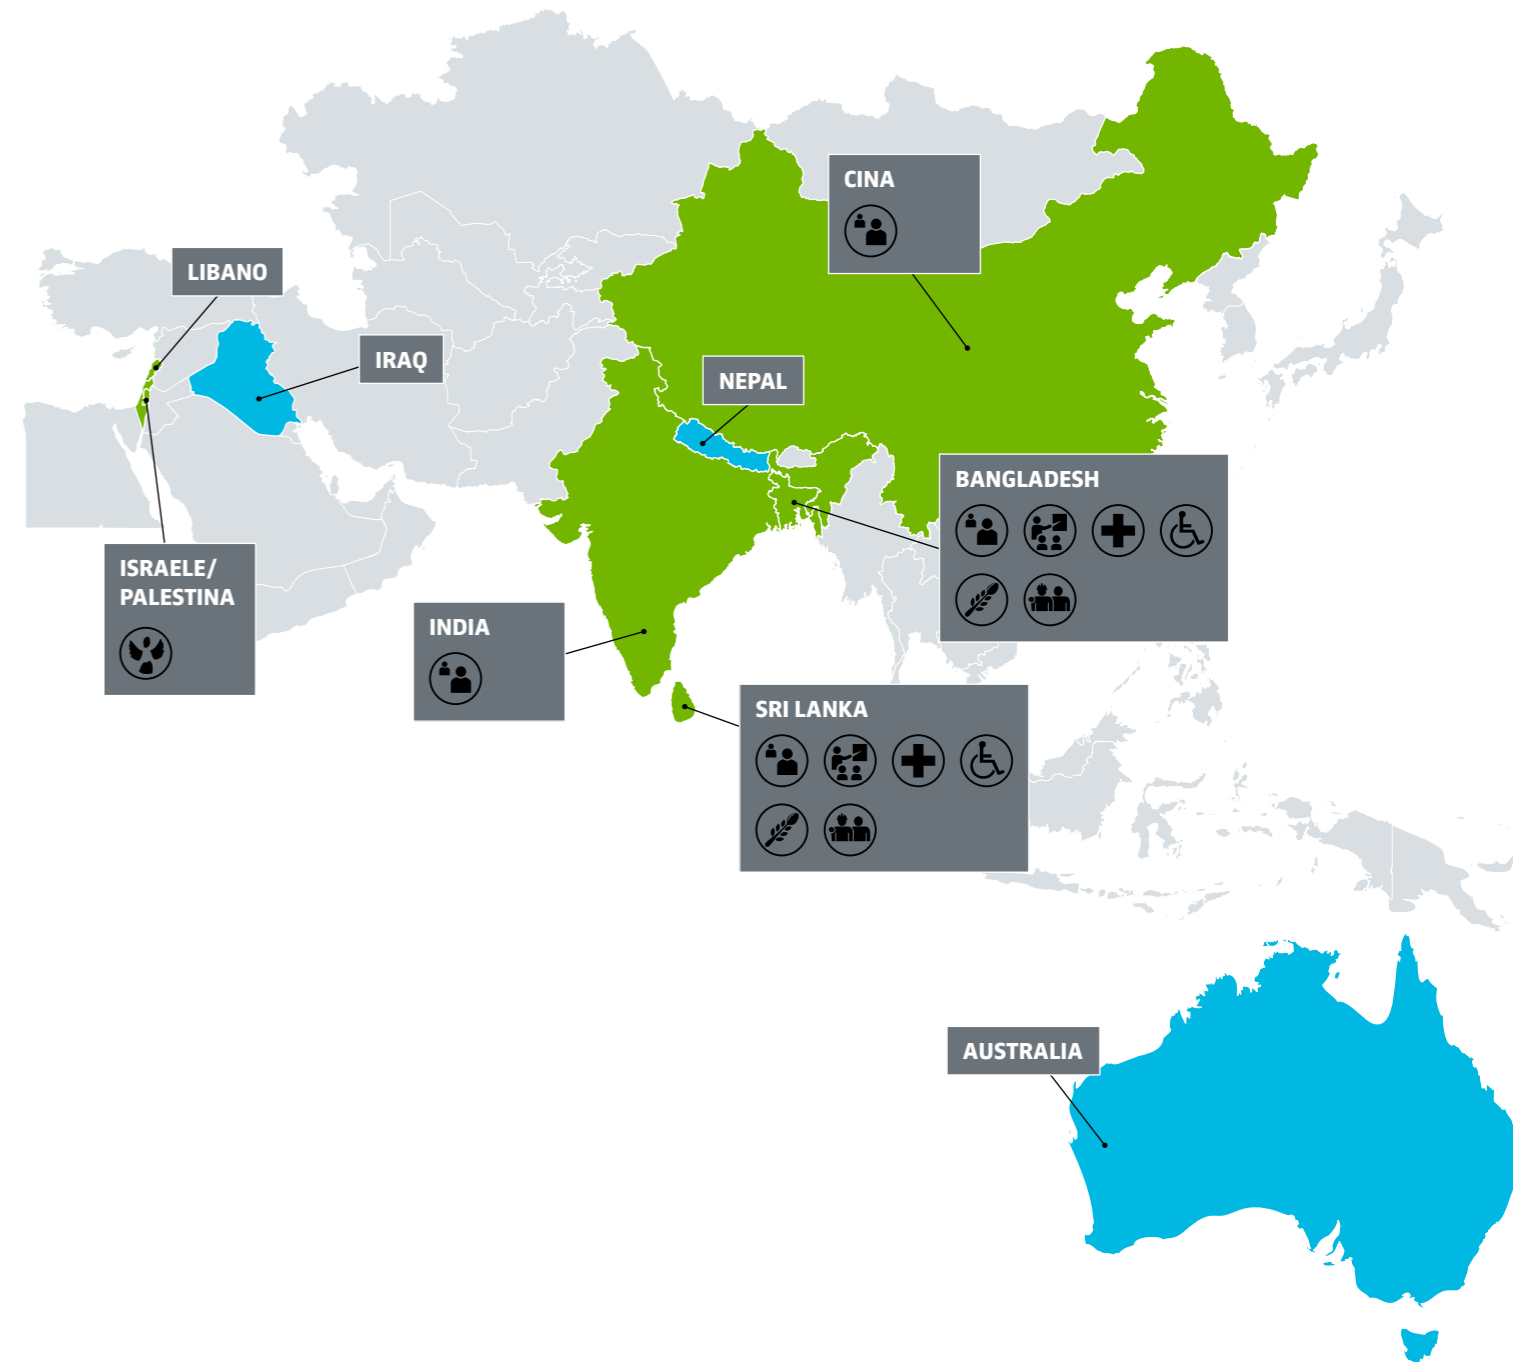 CINA
LIBANO
IRAQ
NEPAL
BANGLADESH
ISRAELE/
PALESTINA
INDIA
SRI LANKA
AUSTRALIA